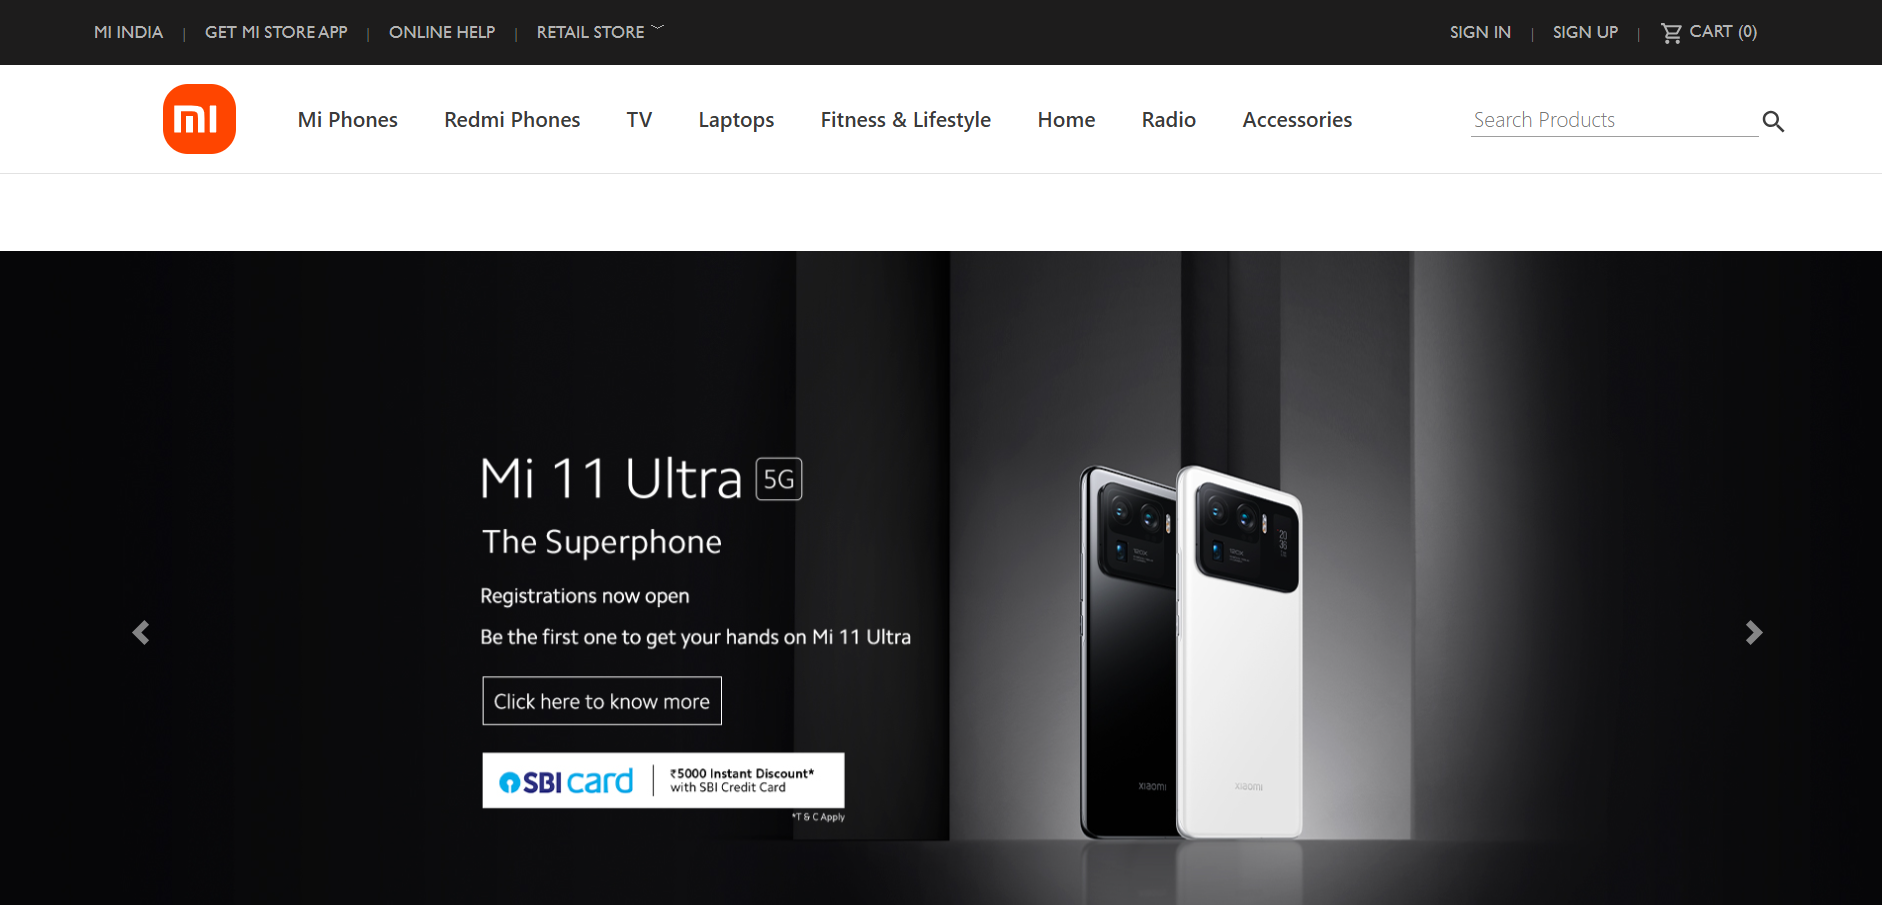 MI INDIA | GET MI STORE APP | ONLINE HELP | RETAIL STORE
SIGN IN | SIGN UP | CART (0)
mi
Mi Phones Redmi Phones TV Laptops Fitness & Lifestyle Home Radio Accessories
Search Products
Mi 11 Ultra 5G
The Superphone
Registrations now open
Be the first one to get your hands on Mi 11 Ultra
Click here to know more
SBI card
₹5000 Instant Discount*
with SBI Credit Card
*T & C Apply
xiaomi
xiaomi